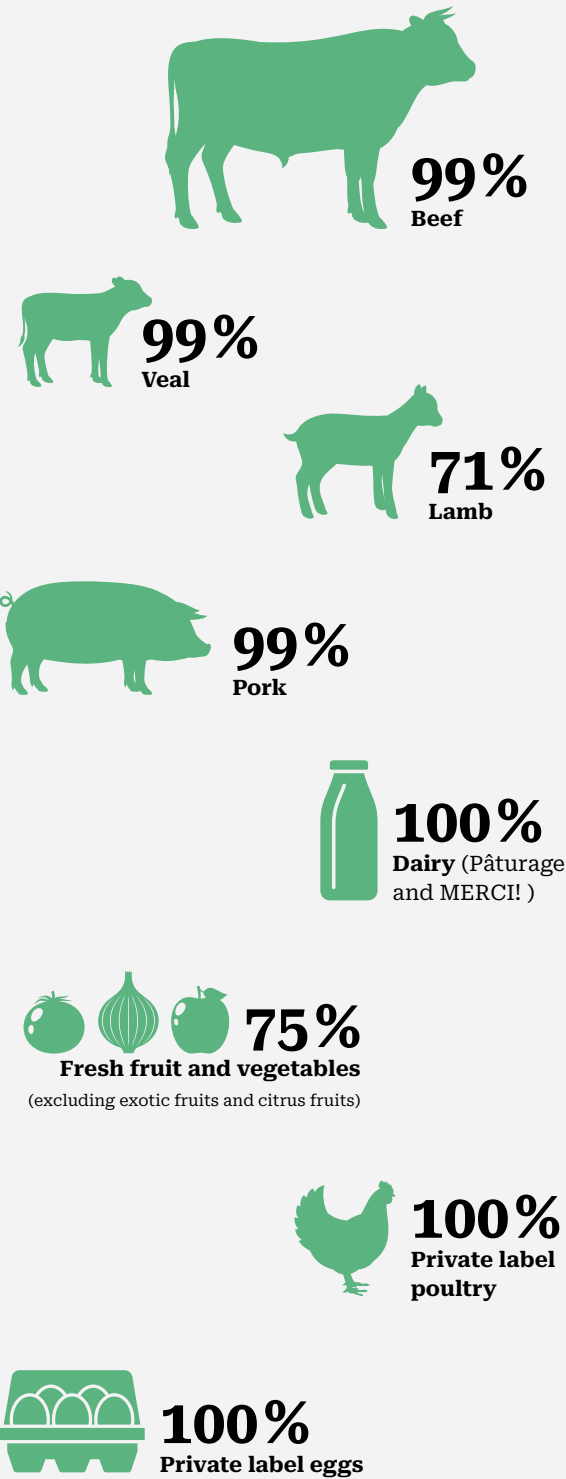 99%
Beef
99%
Veal
71%
Lamb
99%
Pork
100%
Dairy (Pâturage
and MERCI! )
75%
Fresh fruit and vegetables
(excluding exotic fruits and citrus fruits)
100%
Private label
poultry
100%
Private label eggs